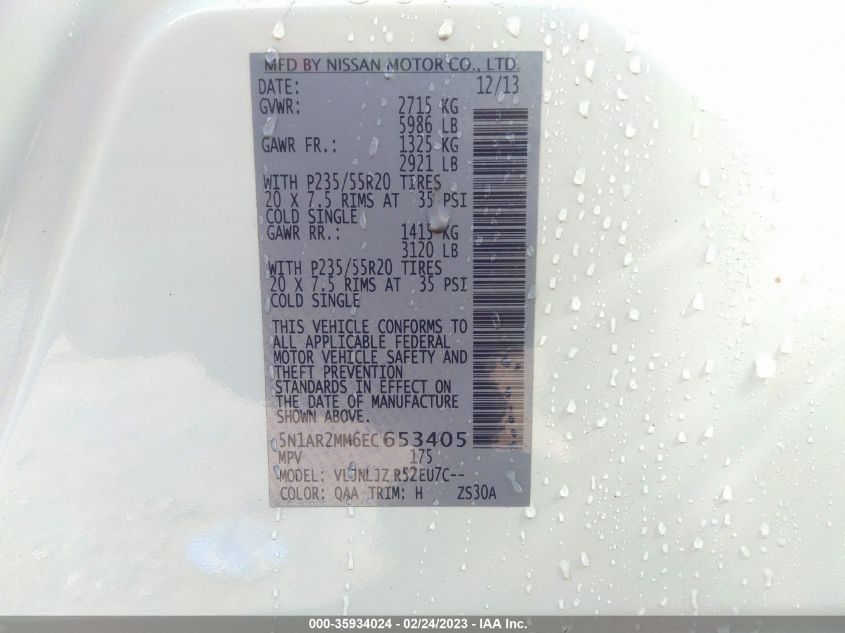 MFD BY NISSAN MOTOR CO., LTD.
DATE: 12/13
GVWR: 2715 KG
5986 LB
GAWR FR.: 1325 KG
2921 LB
WITH P235/55R20 TIRES
20 X 7.5 RIMS AT 35 PSI
COLD SINGLE
GAWR RR.: 1415 KG
3120 LB
WITH P235/55R20 TIRES
20 X 7.5 RIMS AT 35 PSI
COLD SINGLE
THIS VEHICLE CONFORMS TO
ALL APPLICABLE FEDERAL
MOTOR VEHICLE SAFETY AND
THEFT PREVENTION
STANDARDS IN EFFECT ON
THE DATE OF MANUFACTURE
SHOWN ABOVE.
5N1AR2MM6EC653405
MPV 175
MODEL: VLJNLJZ R52EU7C--
COLOR: QAA TRIM: H ZS30A
000-35934024 - 02/24/2023 - IAA Inc.